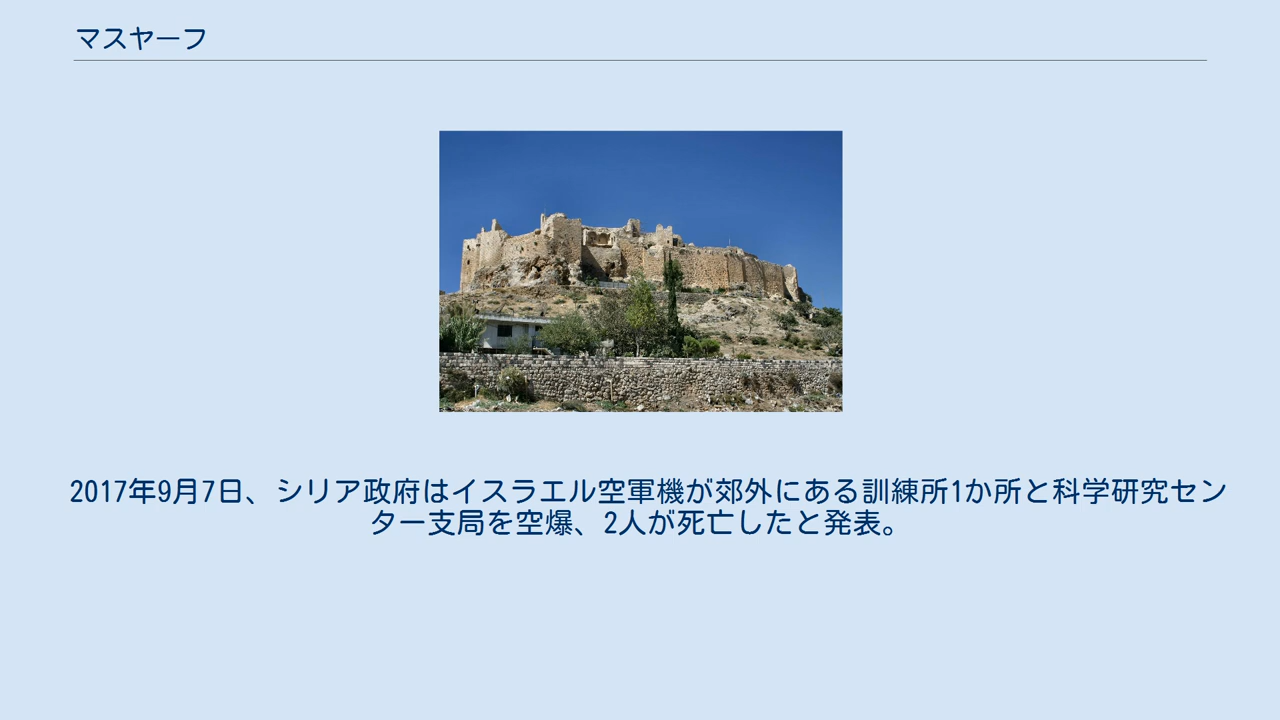 マスヤーフ
2017年9月7日、シリア政府はイスラエル空軍機が郊外にある訓練所1か所と科学研究セン
ター支局を空爆、2人が死亡したと発表。